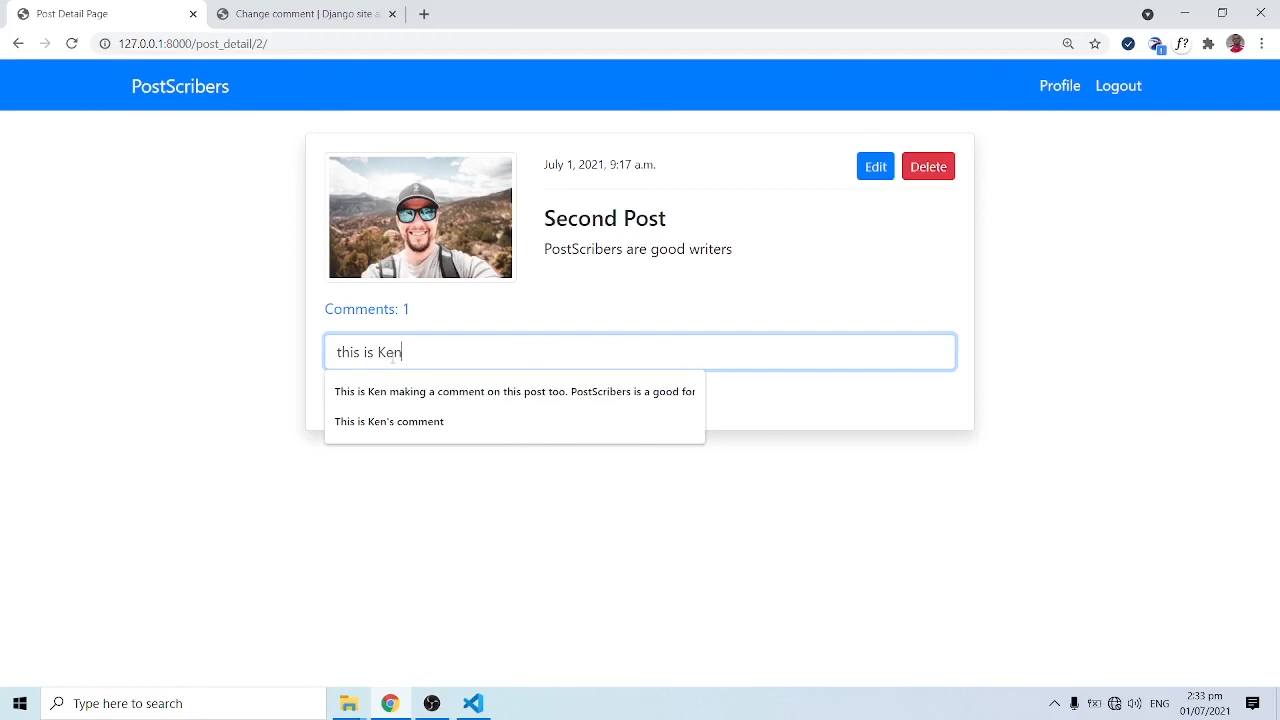 Post Detail Page
Change comment | Django site a
127.0.0.1:8000/post_detail/2/
PostScribers
Profile
Logout
July 1, 2021, 9:17 a.m.
Edit
Delete
Second Post
PostScribers are good writers
Comments: 1
this is Ken
This is Ken making a comment on this post too. PostScribers is a good for
This is Ken's comment
Type here to search
ENG
2:33 pm
01/07/2021